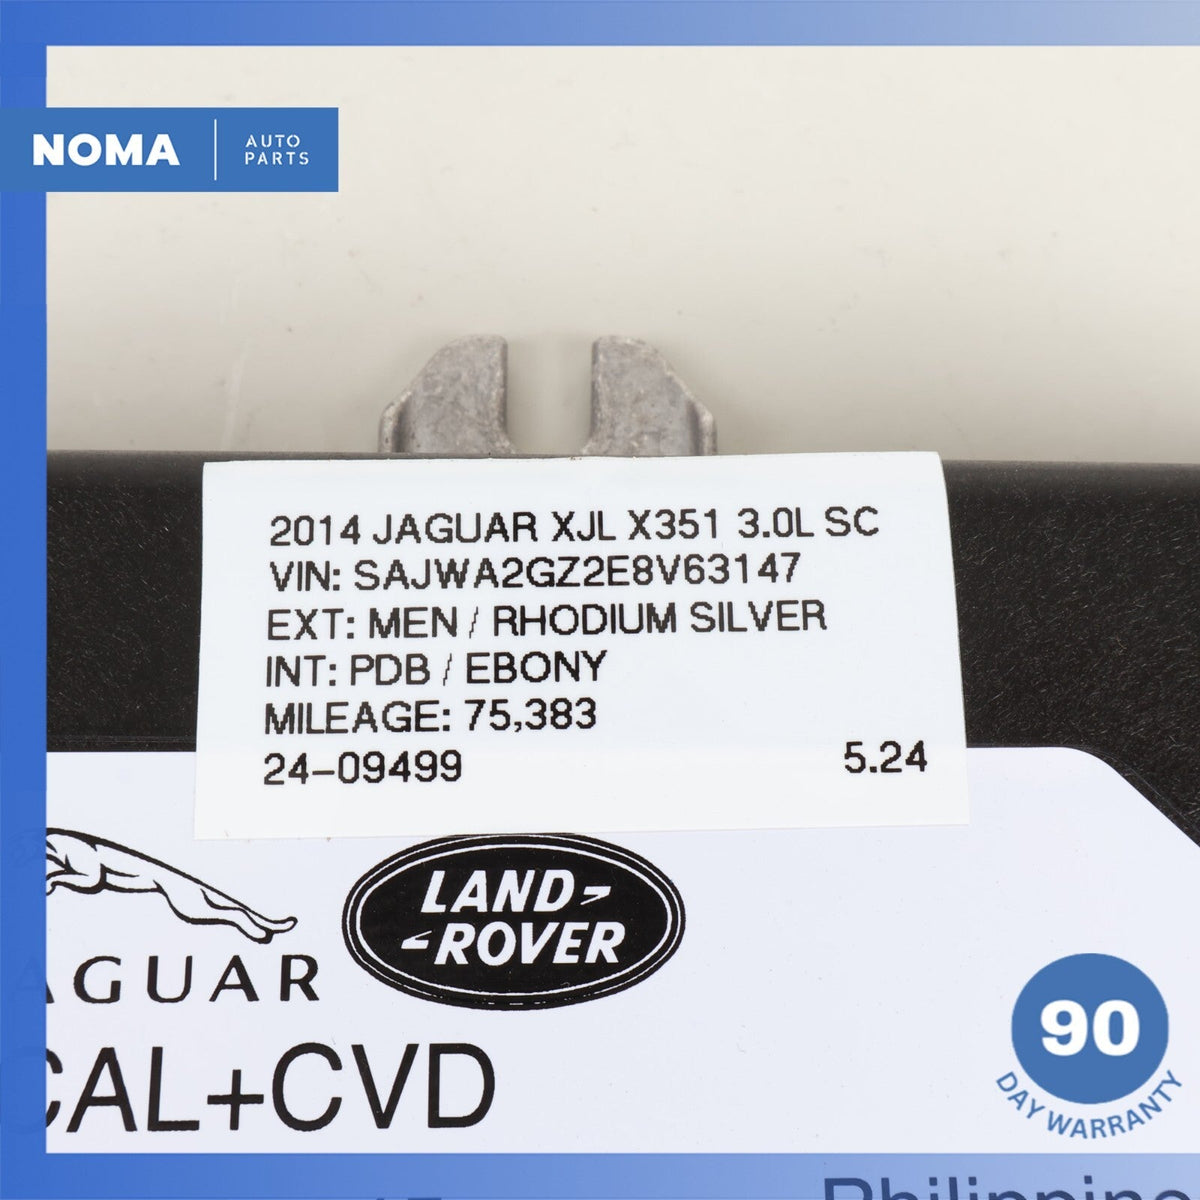 NOMA
AUTO
PARTS
2014 JAGUAR XJL X351 3.0L SC
VIN: SAJWA2GZ2E8V63147
EXT: MEN / RHODIUM SILVER
INT: PDB / EBONY
MILEAGE: 75,383
24-09499 5.24
LAND-
-ROVER
AGUAR
CAL+CVD
90
DAY WARRANTY